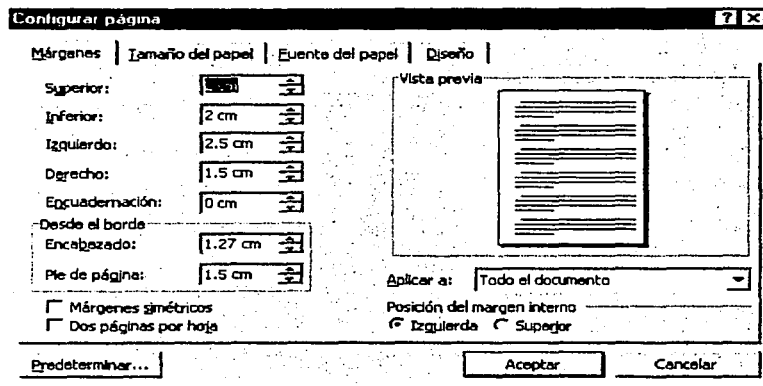 Configurar página ? X
Márgenes Tamaño del papel Fuente del papel Diseño
Superior: Vista previa
Inferior: 2 cm
Izquierdo: 2.5 cm
Derecho: 1.5 cm
Encuadernación: 0 cm
Desde el borde
Encabezado: 1.27 cm
Pie de página: 1.5 cm Aplicar a: Todo el documento
Márgenes simétricos Posición del margen interno
Dos páginas por hoja Izquierda Superior
Predeterminar... Aceptar Cancelar